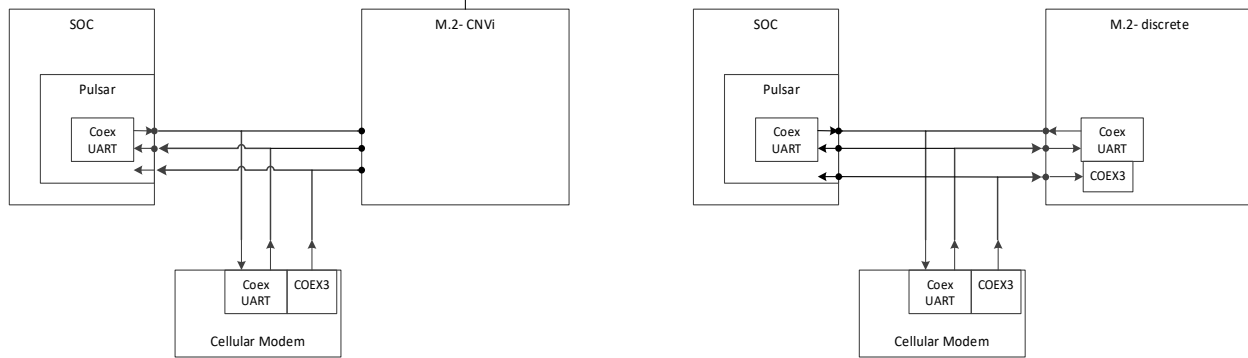 SOC
M.2- CNVi
Pulsar
Coex
UART
Coex
UART
COEX3
Cellular Modem
SOC
M.2- discrete
Pulsar
Coex
UART
Coex
UART
COEX3
Coex
UART
COEX3
Cellular Modem